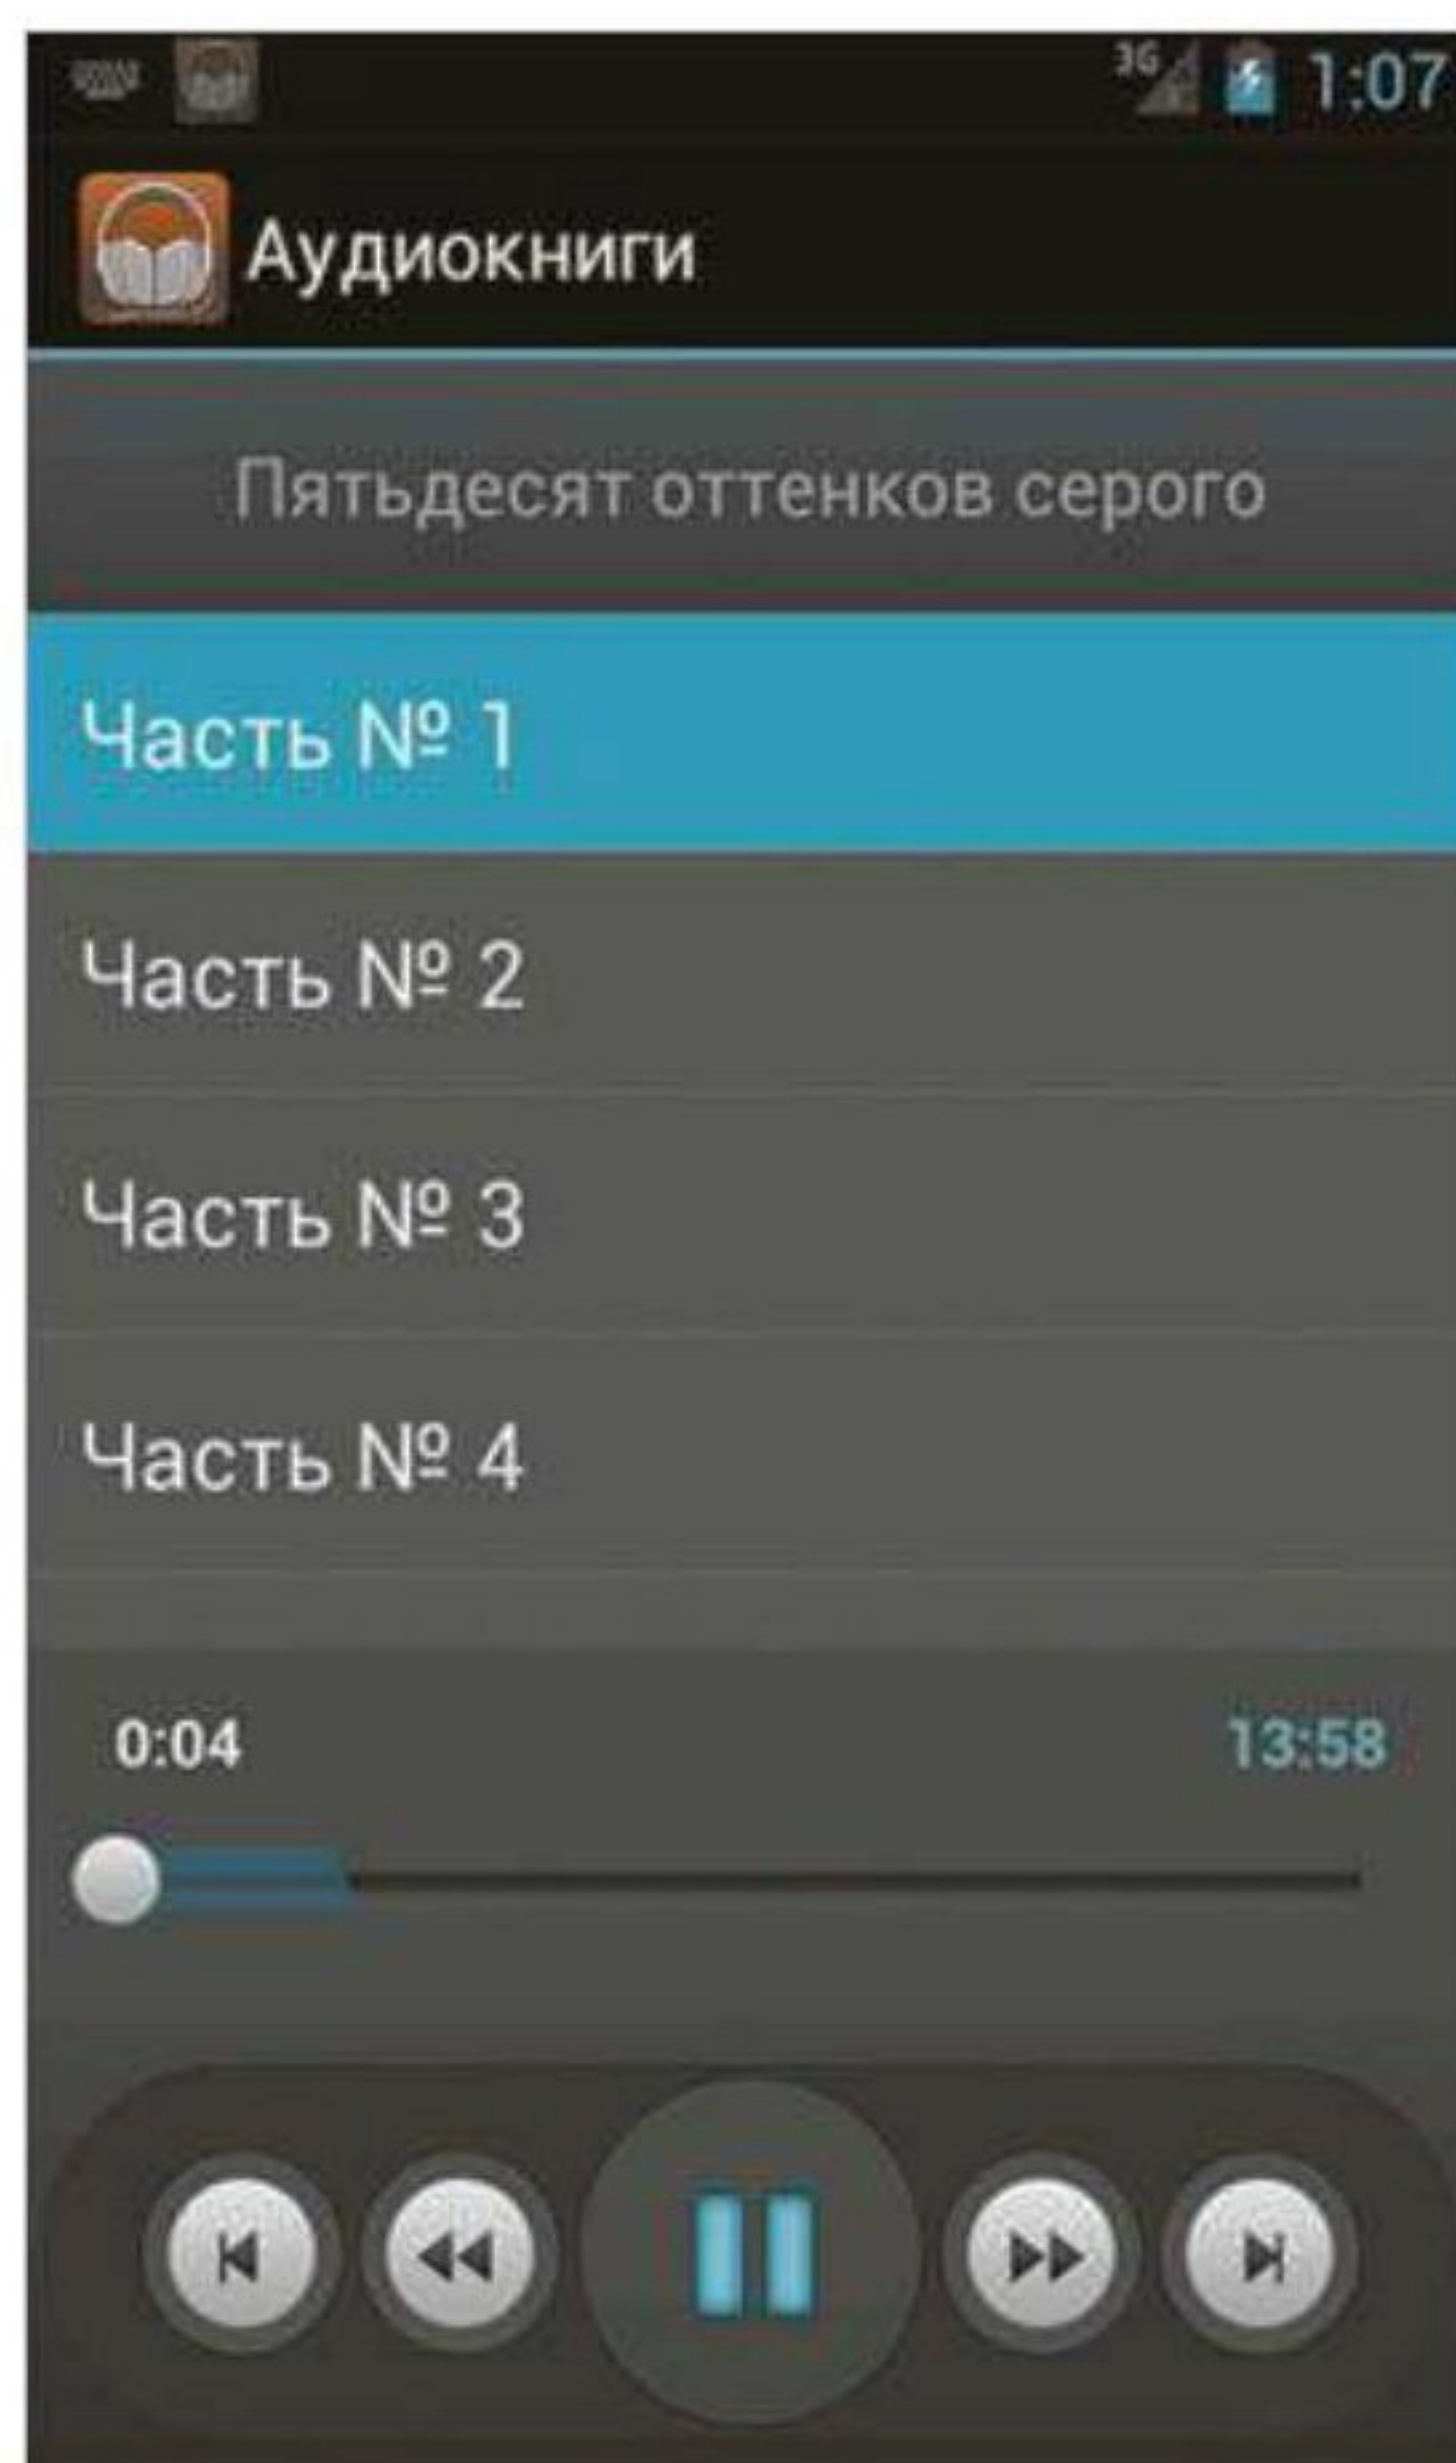 3G 1:07
Аудиокниги
Пятьдесят оттенков серого
Часть № 1
Часть № 2
Часть № 3
Часть № 4
0:04 13:58